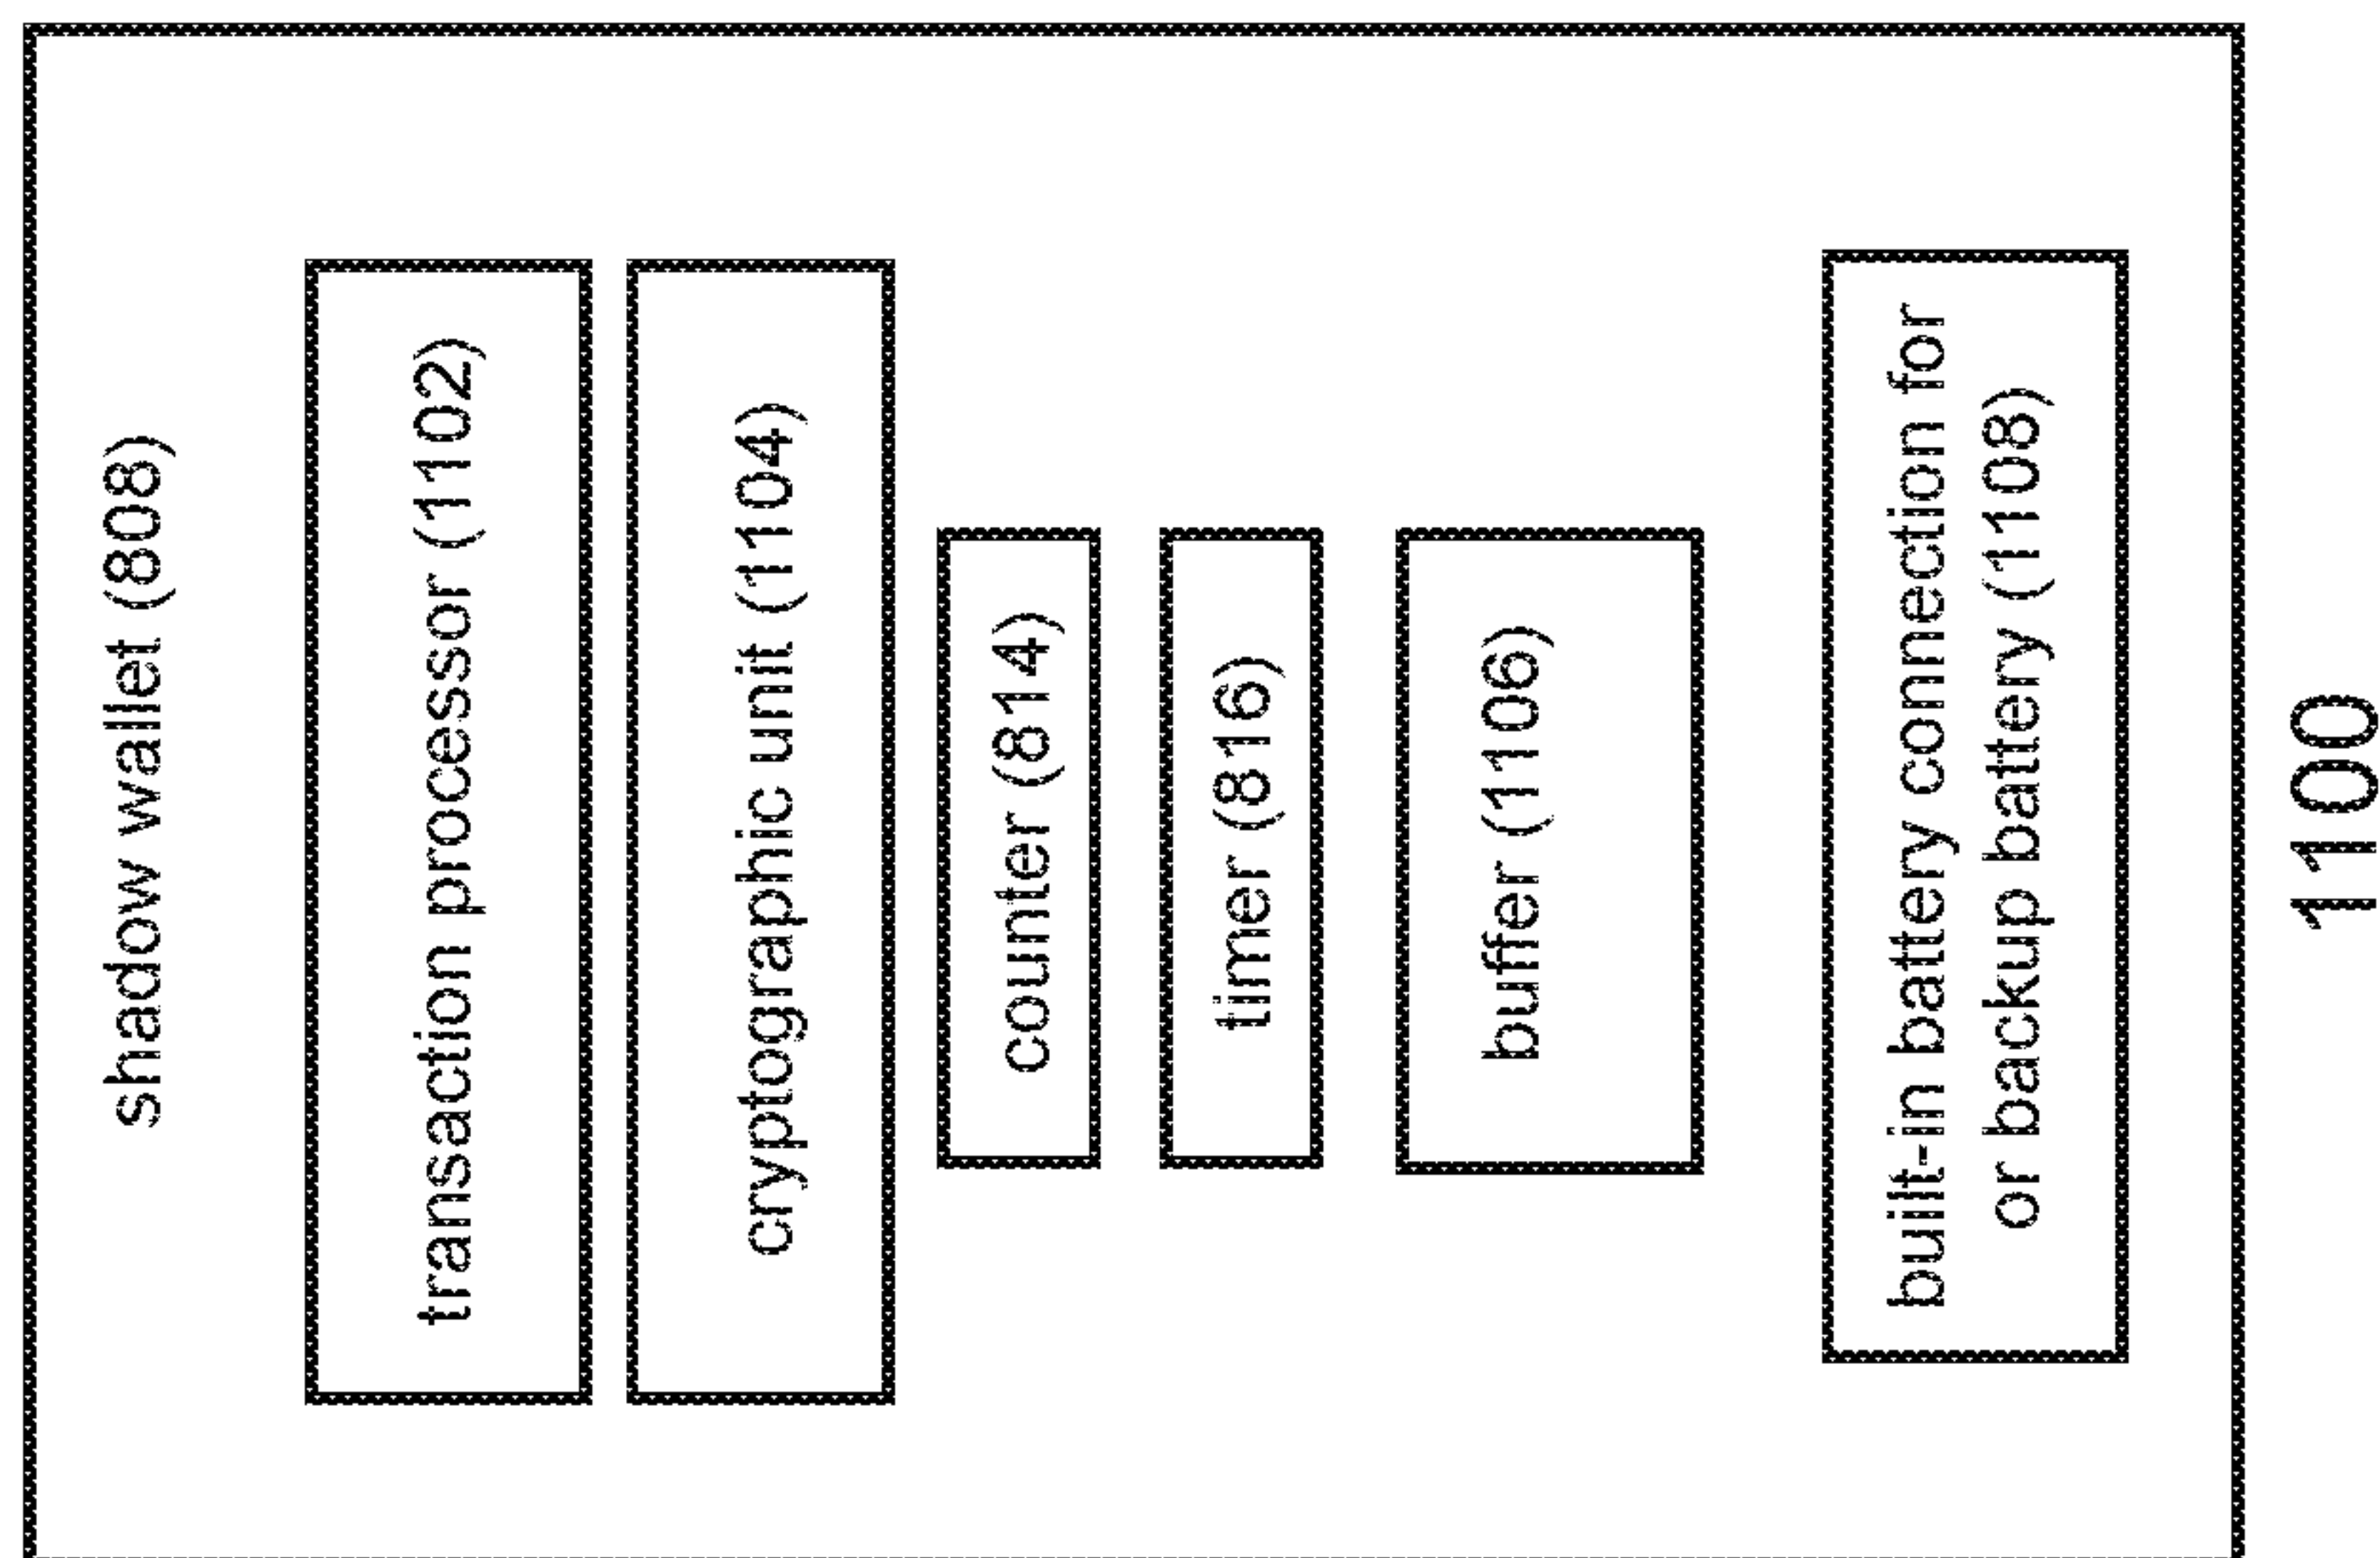 shadow wallet (808)
transaction processor (1102)
cryptographic unit (1104)
counter (814)
timer (816)
buffer (1106)
built-in battery connection for
or backup battery (1108)
1100